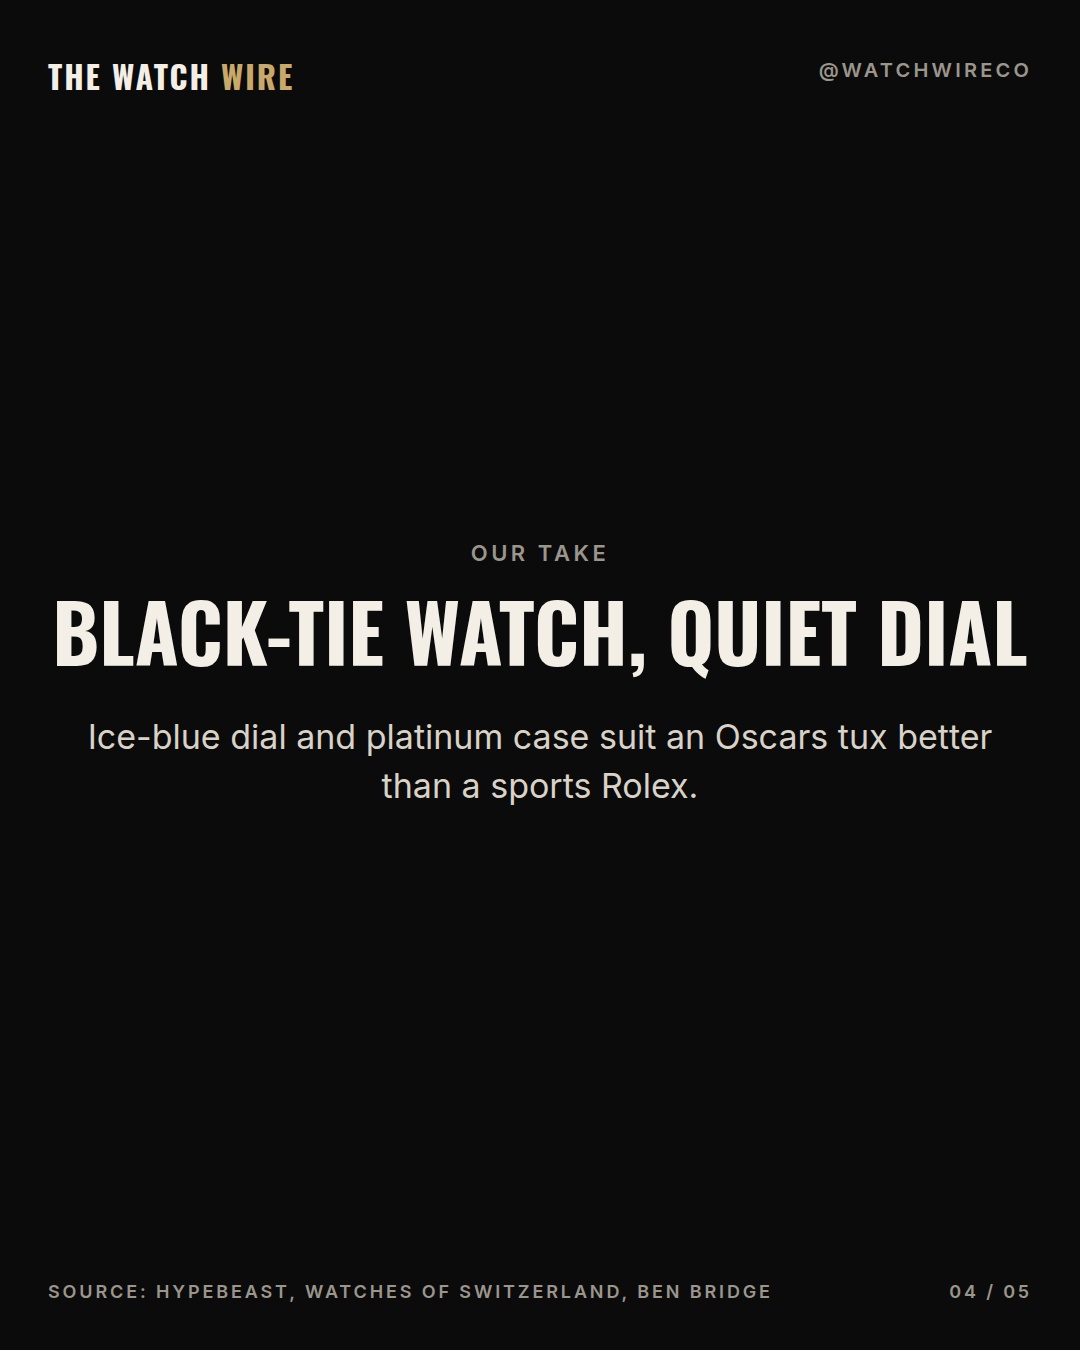 THE WATCH WIRE
@WATCHWIRECO
OUR TAKE
BLACK-TIE WATCH, QUIET DIAL
Ice-blue dial and platinum case suit an Oscars tux better
than a sports Rolex.
SOURCE: HYPEBEAST, WATCHES OF SWITZERLAND, BEN BRIDGE
04 / 05